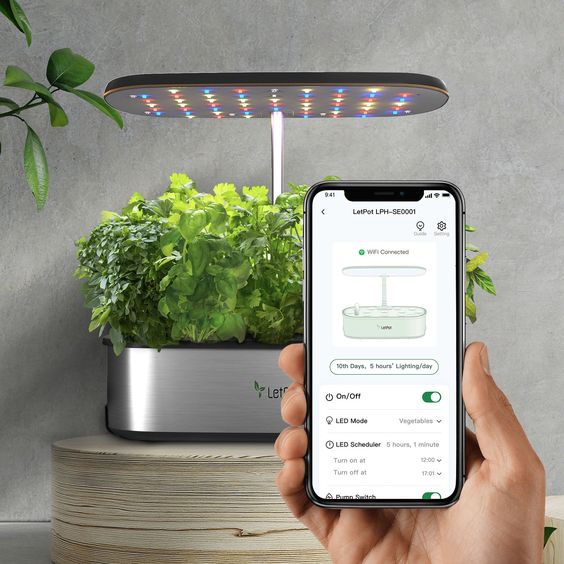 9:41
LetPot LPH-SE0001
Guide Setting
WiFi Connected
LetPot
10th Days, 5 hours' Lighting/day
On/Off
LED Mode Vegetables
LED Scheduler 5 hours, 1 minute
Turn on at 12:00
Turn off at 17:01
Pump Switch